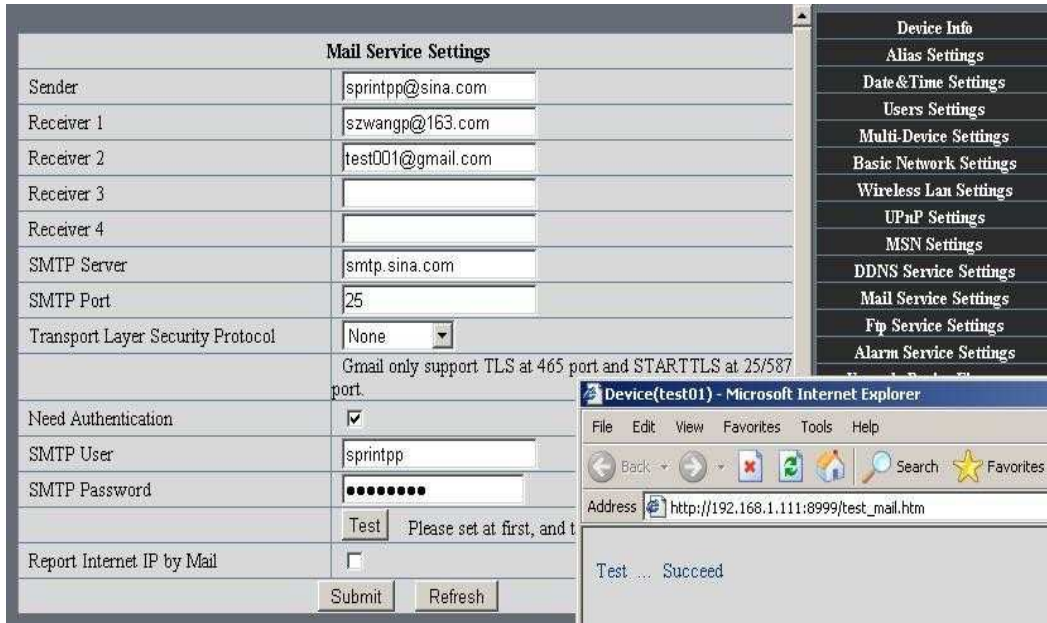 Mail Service Settings
Sender sprintpp@sina.com
Receiver 1 szwangp@163.com
Receiver 2 test001@gmail.com
Receiver 3
Receiver 4
SMTP Server smtp.sina.com
SMTP Port 25
Transport Layer Security Protocol None
Gmail only support TLS at 465 port and STARTTLS at 25/587
port.
Need Authentication
SMTP User sprintpp
SMTP Password ●●●●●●●●
Test Please set at first, and t
Report Internet IP by Mail
Submit Refresh
Device Info
Alias Settings
Date&Time Settings
Users Settings
Multi-Device Settings
Basic Network Settings
Wireless Lan Settings
UPnP Settings
MSN Settings
DDNS Service Settings
Mail Service Settings
Ftp Service Settings
Alarm Service Settings
Device(test01) - Microsoft Internet Explorer
File Edit View Favorites Tools Help
Back Search Favorites
Address http://192.168.1.111:8999/test_mail.htm
Test ... Succeed